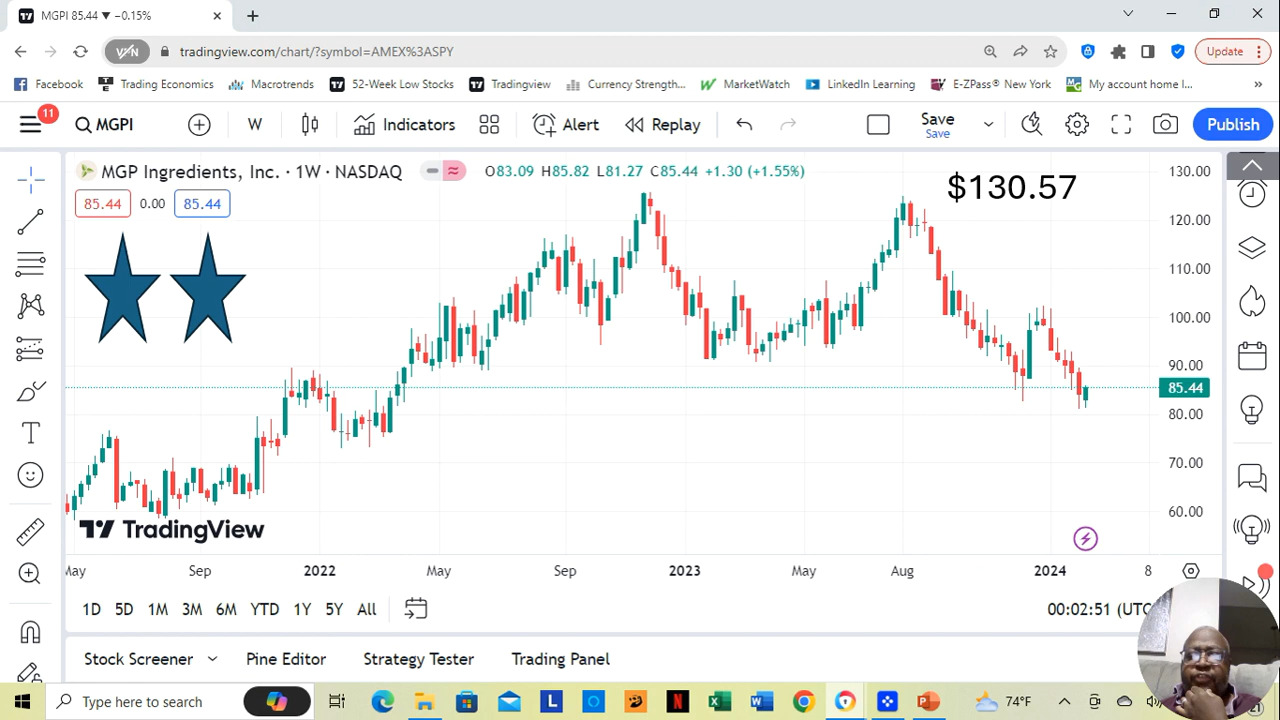 MGPI 85.44 ▼ −0.15%
tradingview.com/chart/?symbol=AMEX%3ASPY
Update
Facebook
Trading Economics
Macrotrends
52-Week Low Stocks
Tradingview
Currency Strength...
MarketWatch
LinkedIn Learning
E-ZPass® New York
My account home l...
»
11
MGPI
W
Indicators
Alert
Replay
Save
Save
Publish
MGP Ingredients, Inc. · 1W · NASDAQ
O83.09 H85.82 L81.27 C85.44 +1.30 (+1.55%)
$130.57
85.44
0.00
85.44
130.00
120.00
110.00
100.00
90.00
85.44
80.00
70.00
60.00
TradingView
May
Sep
2022
May
Sep
2023
May
Aug
2024
8
1D
5D
1M
3M
6M
YTD
1Y
5Y
All
00:02:51 (UTC
Stock Screener
Pine Editor
Strategy Tester
Trading Panel
Type here to search
74°F
21